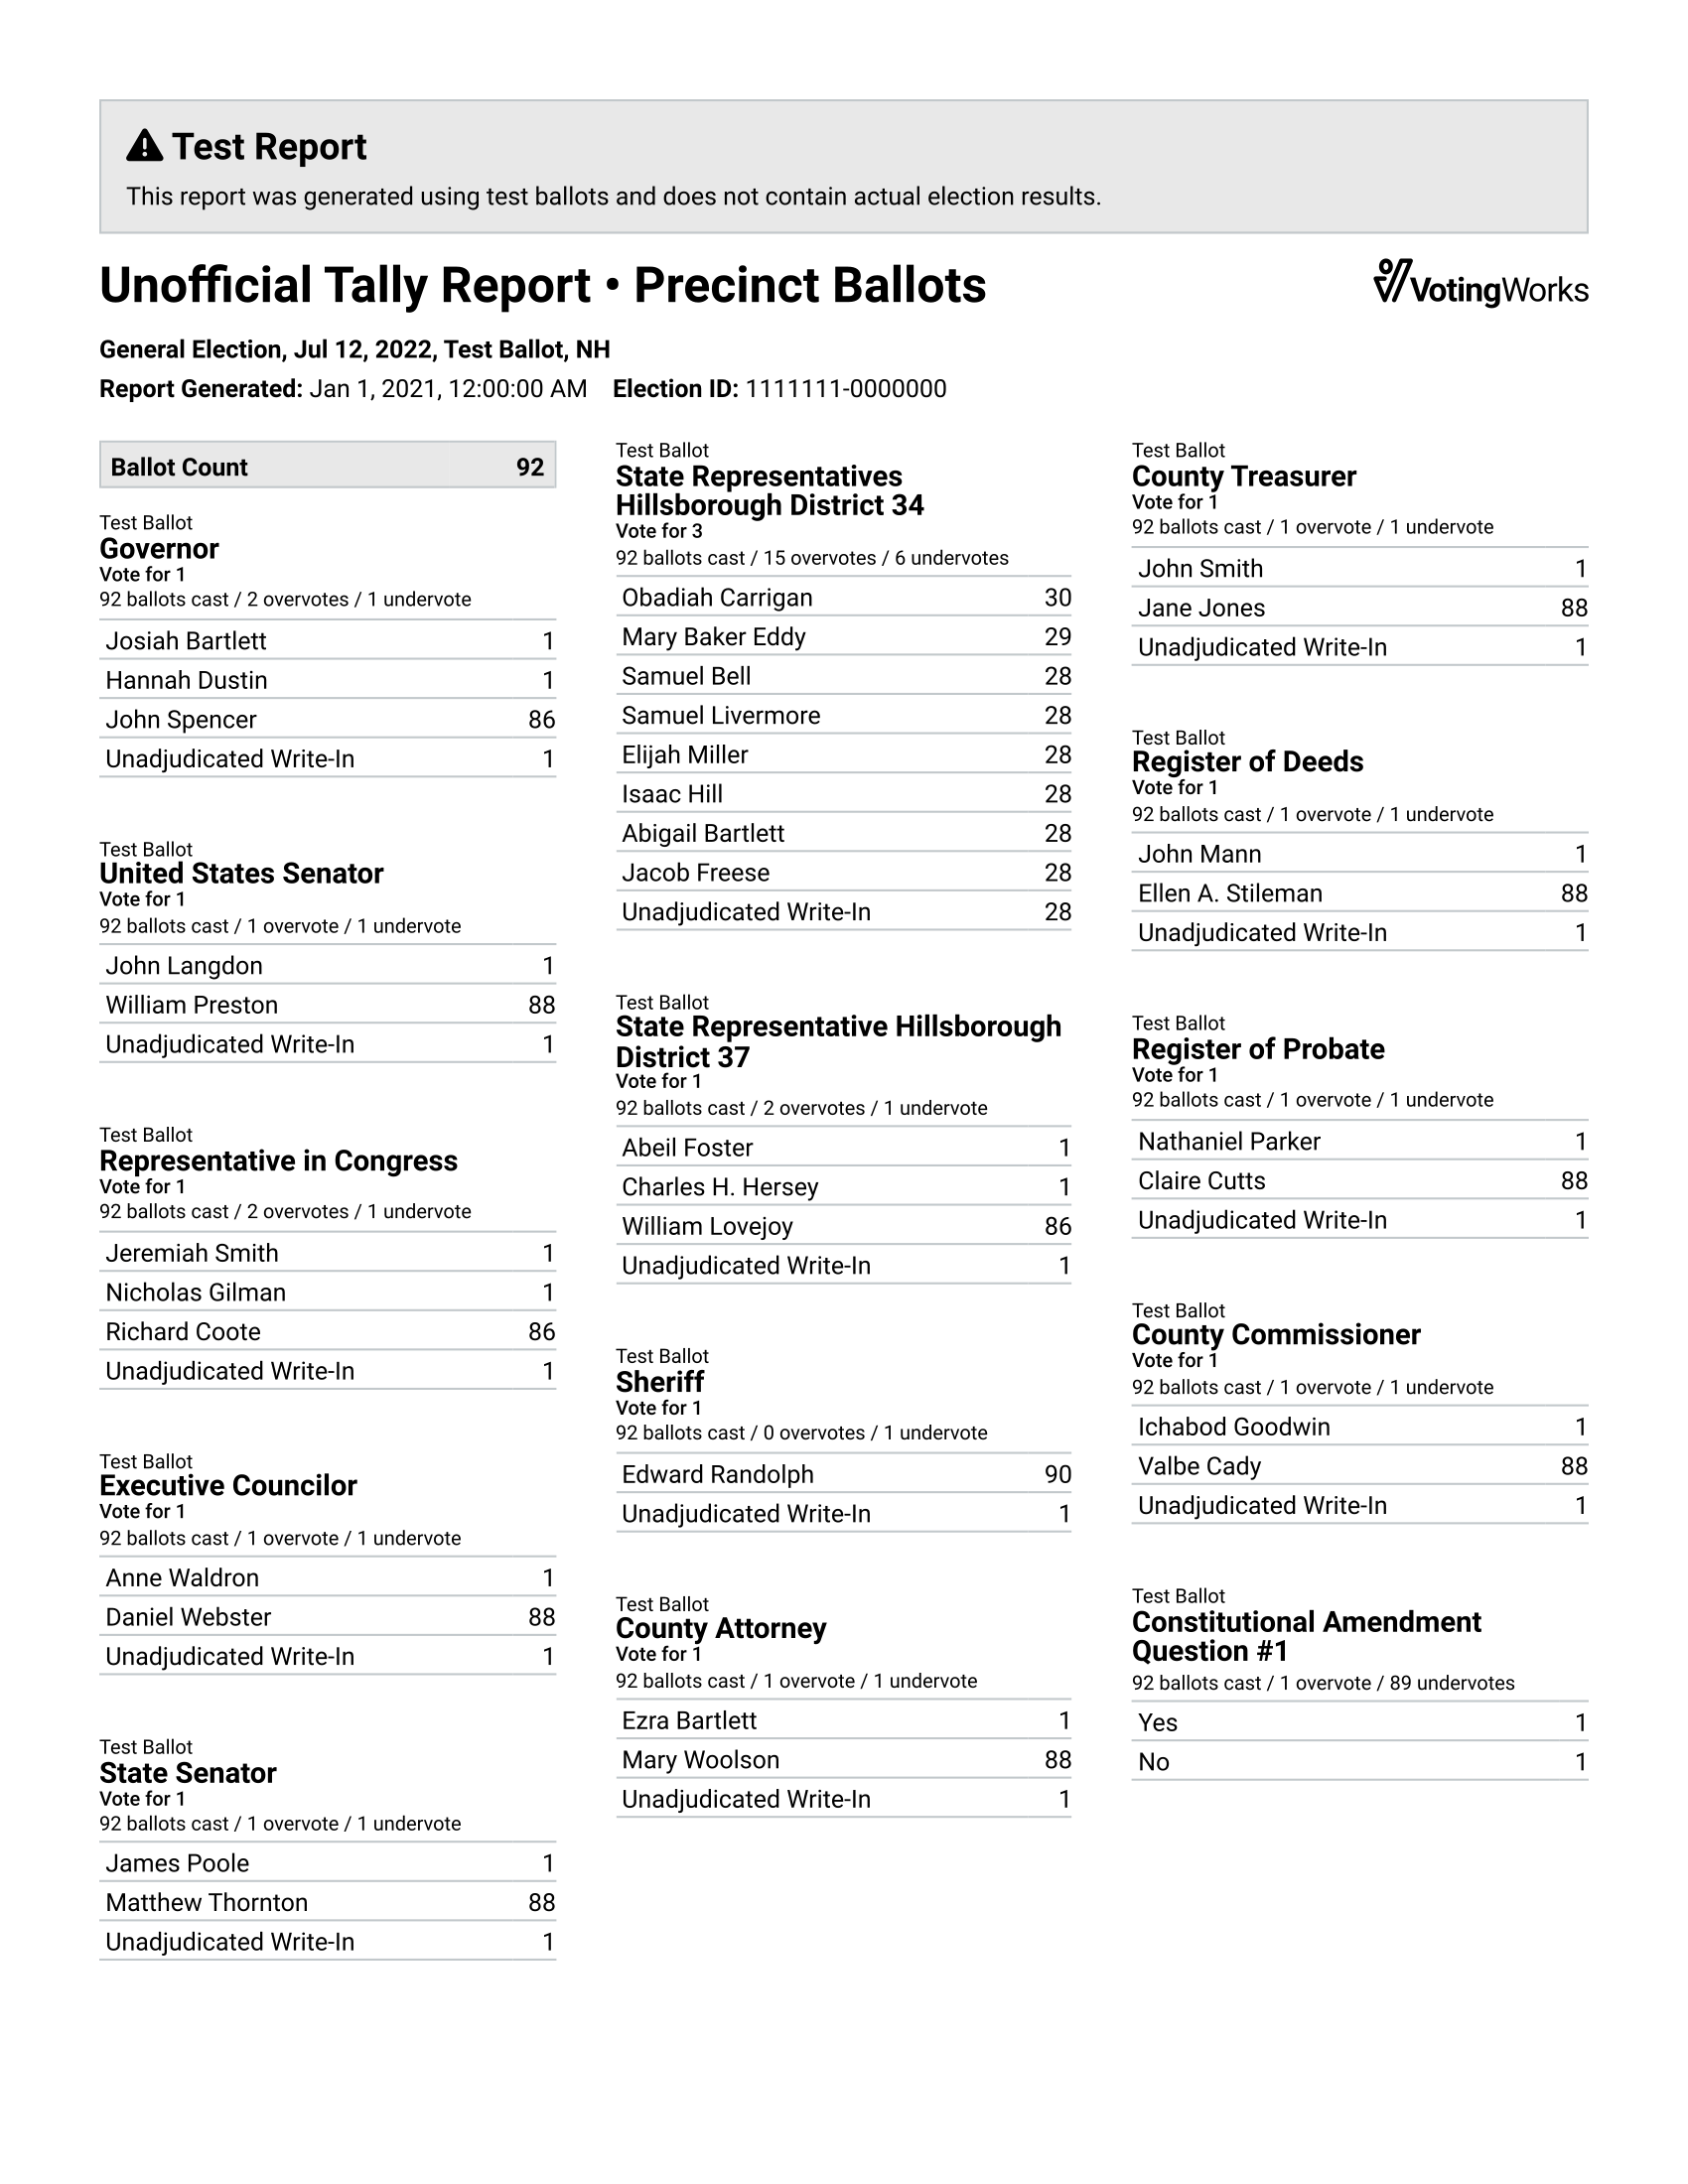 Test Report
This report was generated using test ballots and does not contain actual election results.
Unofficial Tally Report • Precinct Ballots
VotingWorks
General Election, Jul 12, 2022, Test Ballot, NH
Report Generated: Jan 1, 2021, 12:00:00 AM Election ID: 1111111-0000000
Ballot Count 92
Test Ballot
Governor
Vote for 1
92 ballots cast / 2 overvotes / 1 undervote
Josiah Bartlett 1
Hannah Dustin 1
John Spencer 86
Unadjudicated Write-In 1
Test Ballot
United States Senator
Vote for 1
92 ballots cast / 1 overvote / 1 undervote
John Langdon 1
William Preston 88
Unadjudicated Write-In 1
Test Ballot
Representative in Congress
Vote for 1
92 ballots cast / 2 overvotes / 1 undervote
Jeremiah Smith 1
Nicholas Gilman 1
Richard Coote 86
Unadjudicated Write-In 1
Test Ballot
Executive Councilor
Vote for 1
92 ballots cast / 1 overvote / 1 undervote
Anne Waldron 1
Daniel Webster 88
Unadjudicated Write-In 1
Test Ballot
State Senator
Vote for 1
92 ballots cast / 1 overvote / 1 undervote
James Poole 1
Matthew Thornton 88
Unadjudicated Write-In 1
Test Ballot
State Representatives
Hillsborough District 34
Vote for 3
92 ballots cast / 15 overvotes / 6 undervotes
Obadiah Carrigan 30
Mary Baker Eddy 29
Samuel Bell 28
Samuel Livermore 28
Elijah Miller 28
Isaac Hill 28
Abigail Bartlett 28
Jacob Freese 28
Unadjudicated Write-In 28
Test Ballot
State Representative Hillsborough
District 37
Vote for 1
92 ballots cast / 2 overvotes / 1 undervote
Abeil Foster 1
Charles H. Hersey 1
William Lovejoy 86
Unadjudicated Write-In 1
Test Ballot
Sheriff
Vote for 1
92 ballots cast / 0 overvotes / 1 undervote
Edward Randolph 90
Unadjudicated Write-In 1
Test Ballot
County Attorney
Vote for 1
92 ballots cast / 1 overvote / 1 undervote
Ezra Bartlett 1
Mary Woolson 88
Unadjudicated Write-In 1
Test Ballot
County Treasurer
Vote for 1
92 ballots cast / 1 overvote / 1 undervote
John Smith 1
Jane Jones 88
Unadjudicated Write-In 1
Test Ballot
Register of Deeds
Vote for 1
92 ballots cast / 1 overvote / 1 undervote
John Mann 1
Ellen A. Stileman 88
Unadjudicated Write-In 1
Test Ballot
Register of Probate
Vote for 1
92 ballots cast / 1 overvote / 1 undervote
Nathaniel Parker 1
Claire Cutts 88
Unadjudicated Write-In 1
Test Ballot
County Commissioner
Vote for 1
92 ballots cast / 1 overvote / 1 undervote
Ichabod Goodwin 1
Valbe Cady 88
Unadjudicated Write-In 1
Test Ballot
Constitutional Amendment
Question #1
92 ballots cast / 1 overvote / 89 undervotes
Yes 1
No 1